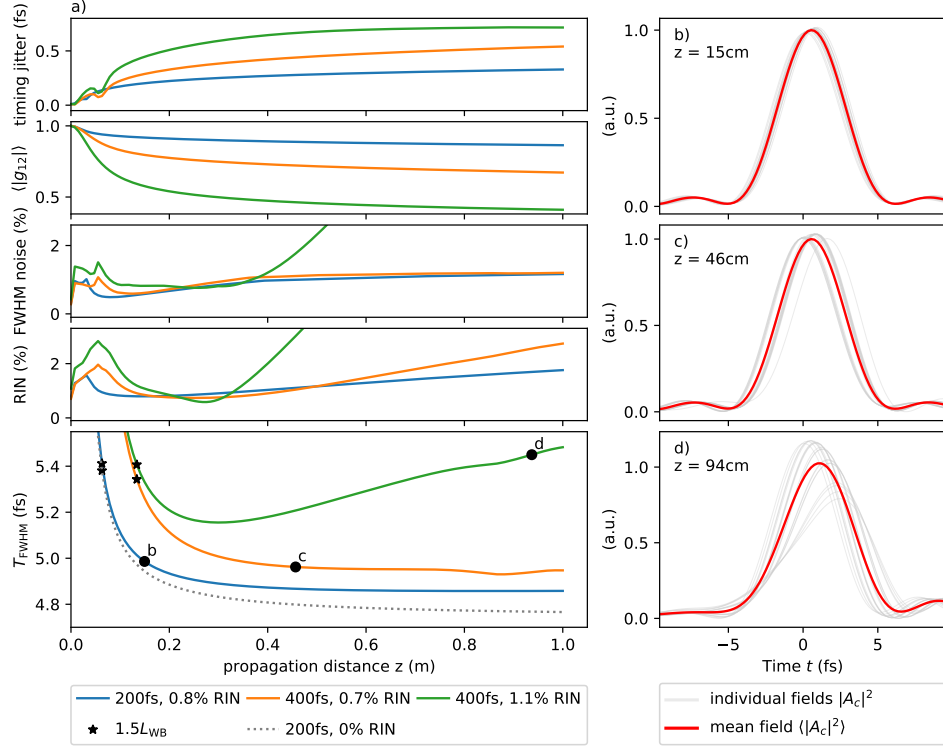 a)
timing jitter (fs)
0.5
0.0
⟨|g12|⟩
1.0
0.5
FWHM noise (%)
2
0
RIN (%)
2
0
TFWHM (fs)
5.4
5.2
5.0
4.8
b
c
d
0.0 0.2 0.4 0.6 0.8 1.0
propagation distance z (m)
200fs, 0.8% RIN
400fs, 0.7% RIN
400fs, 1.1% RIN
1.5LWB
200fs, 0% RIN
b)
z = 15cm
(a.u.)
1.0
0.5
0.0
c)
z = 46cm
(a.u.)
1.0
0.5
0.0
d)
z = 94cm
(a.u.)
1.0
0.5
0.0
−5 0 5
Time t (fs)
individual fields |Ac|²
mean field ⟨|Ac|²⟩